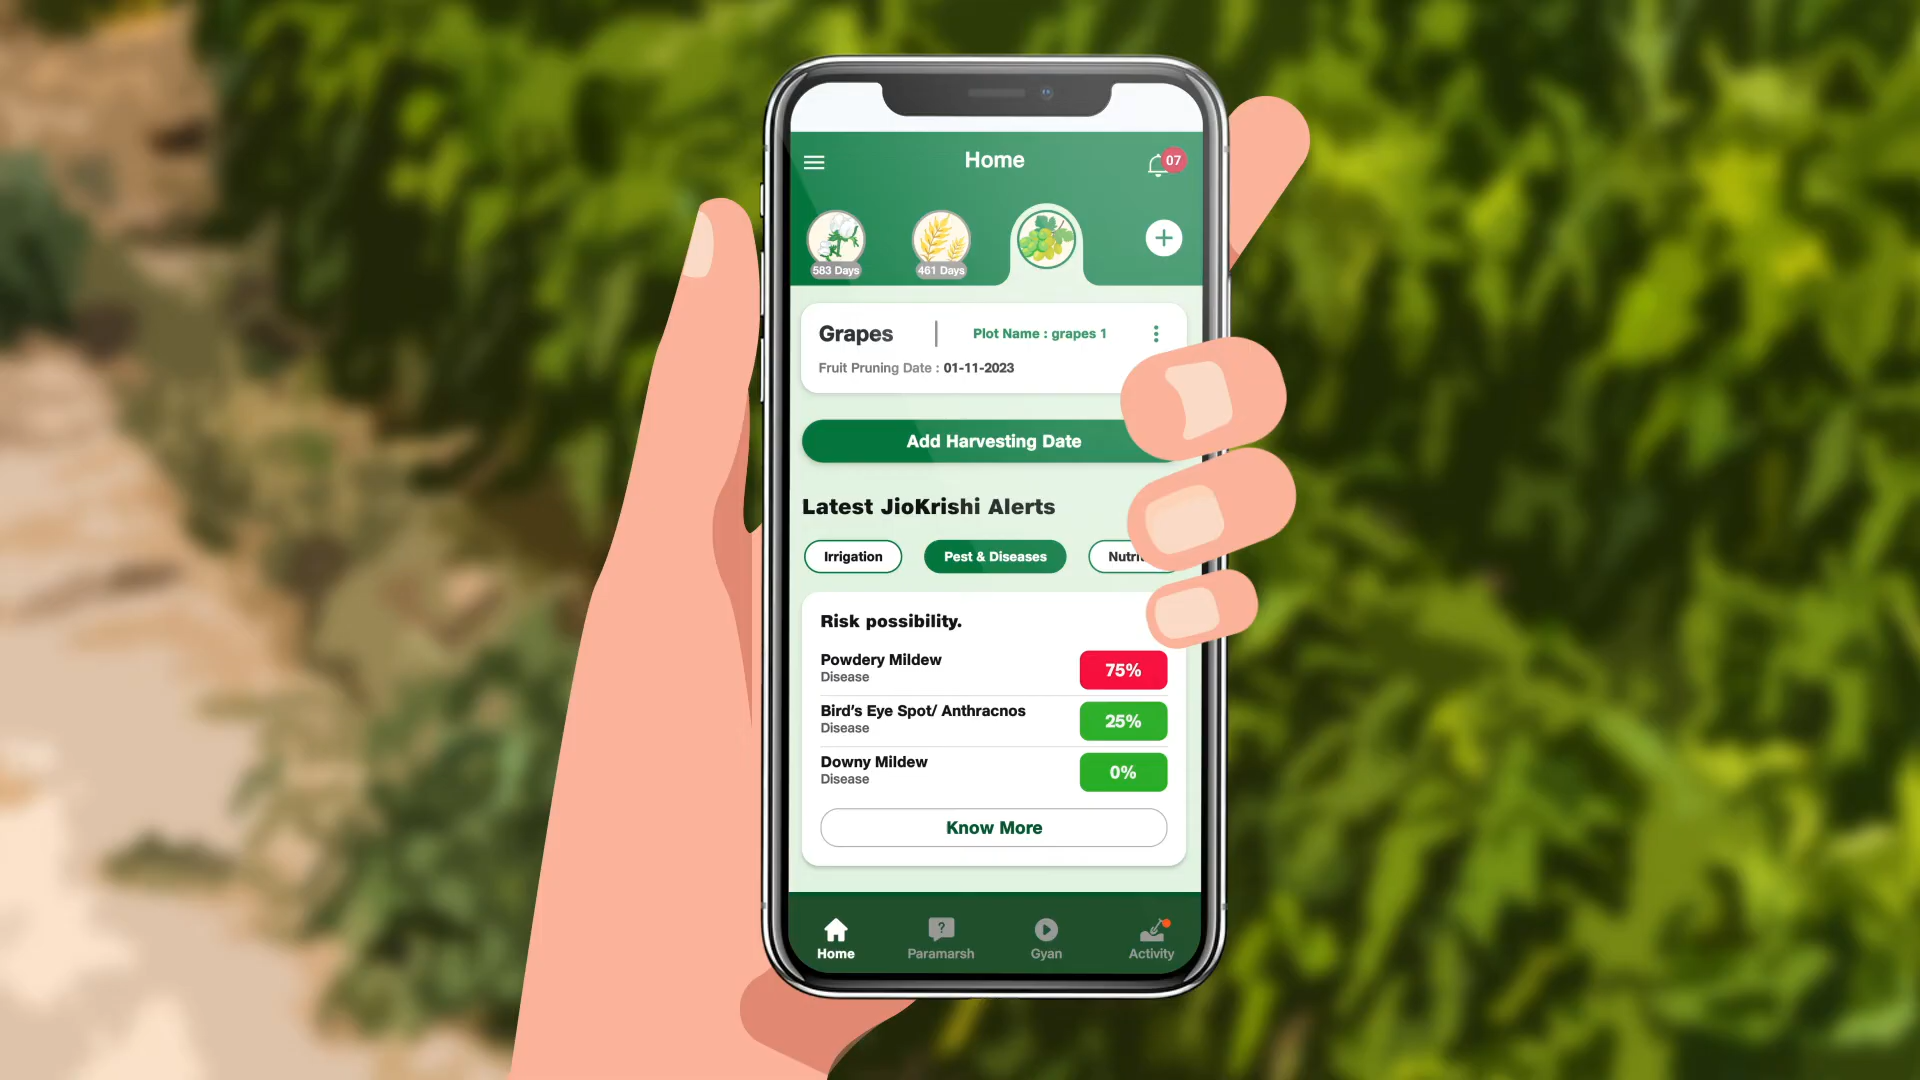 Home
07
583 Days
461 Days
Grapes
Plot Name : grapes 1
Fruit Pruning Date : 01-11-2023
Add Harvesting Date
Latest JioKrishi Alerts
Irrigation
Pest & Diseases
Risk possibility.
Powdery Mildew
Disease
75%
Bird's Eye Spot/ Anthracnos
Disease
25%
Downy Mildew
Disease
0%
Know More
Home
Paramarsh
Gyan
Activity